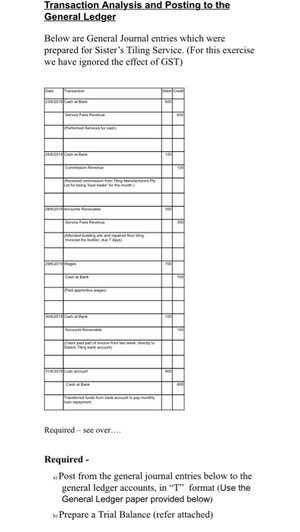 Transaction Analysis and Posting to the
General Ledger
Below are General Journal entries which were
prepared for Sister's Tiling Service. (For this exercise
we have ignored the effect of GST)
Date Transaction Debit Credit
23/6/2019 Cash at Bank 600
Service Fees Revenue 600
(Performed Services for cash)
25/6/2019 Cash at Bank 120
Commission Revenue 120
(Received commission from Tiling Manufacturers Pty
Ltd for being 'best trades' for the month.)
28/6/2019 Accounts Receivable 350
Service Fees Revenue 350
(Attended building site and repaired floor tiling
Invoiced the builder, due 7 days)
29/6/2019 Wages 700
Cash at Bank 700
(Paid apprentice wages)
30/6/2019 Cash at Bank 150
Accounts Receivable 150
(Client paid part of invoice from last week, directly to
Sisters Tiling bank account)
31/6/2019 Loan account 800
Cash at Bank 800
Transferred funds from bank account to pay monthly
loan repayment.
Required – see over….
Required -
a) Post from the general journal entries below to the
general ledger accounts, in "T" format (Use the
General Ledger paper provided below)
b) Prepare a Trial Balance (refer attached)